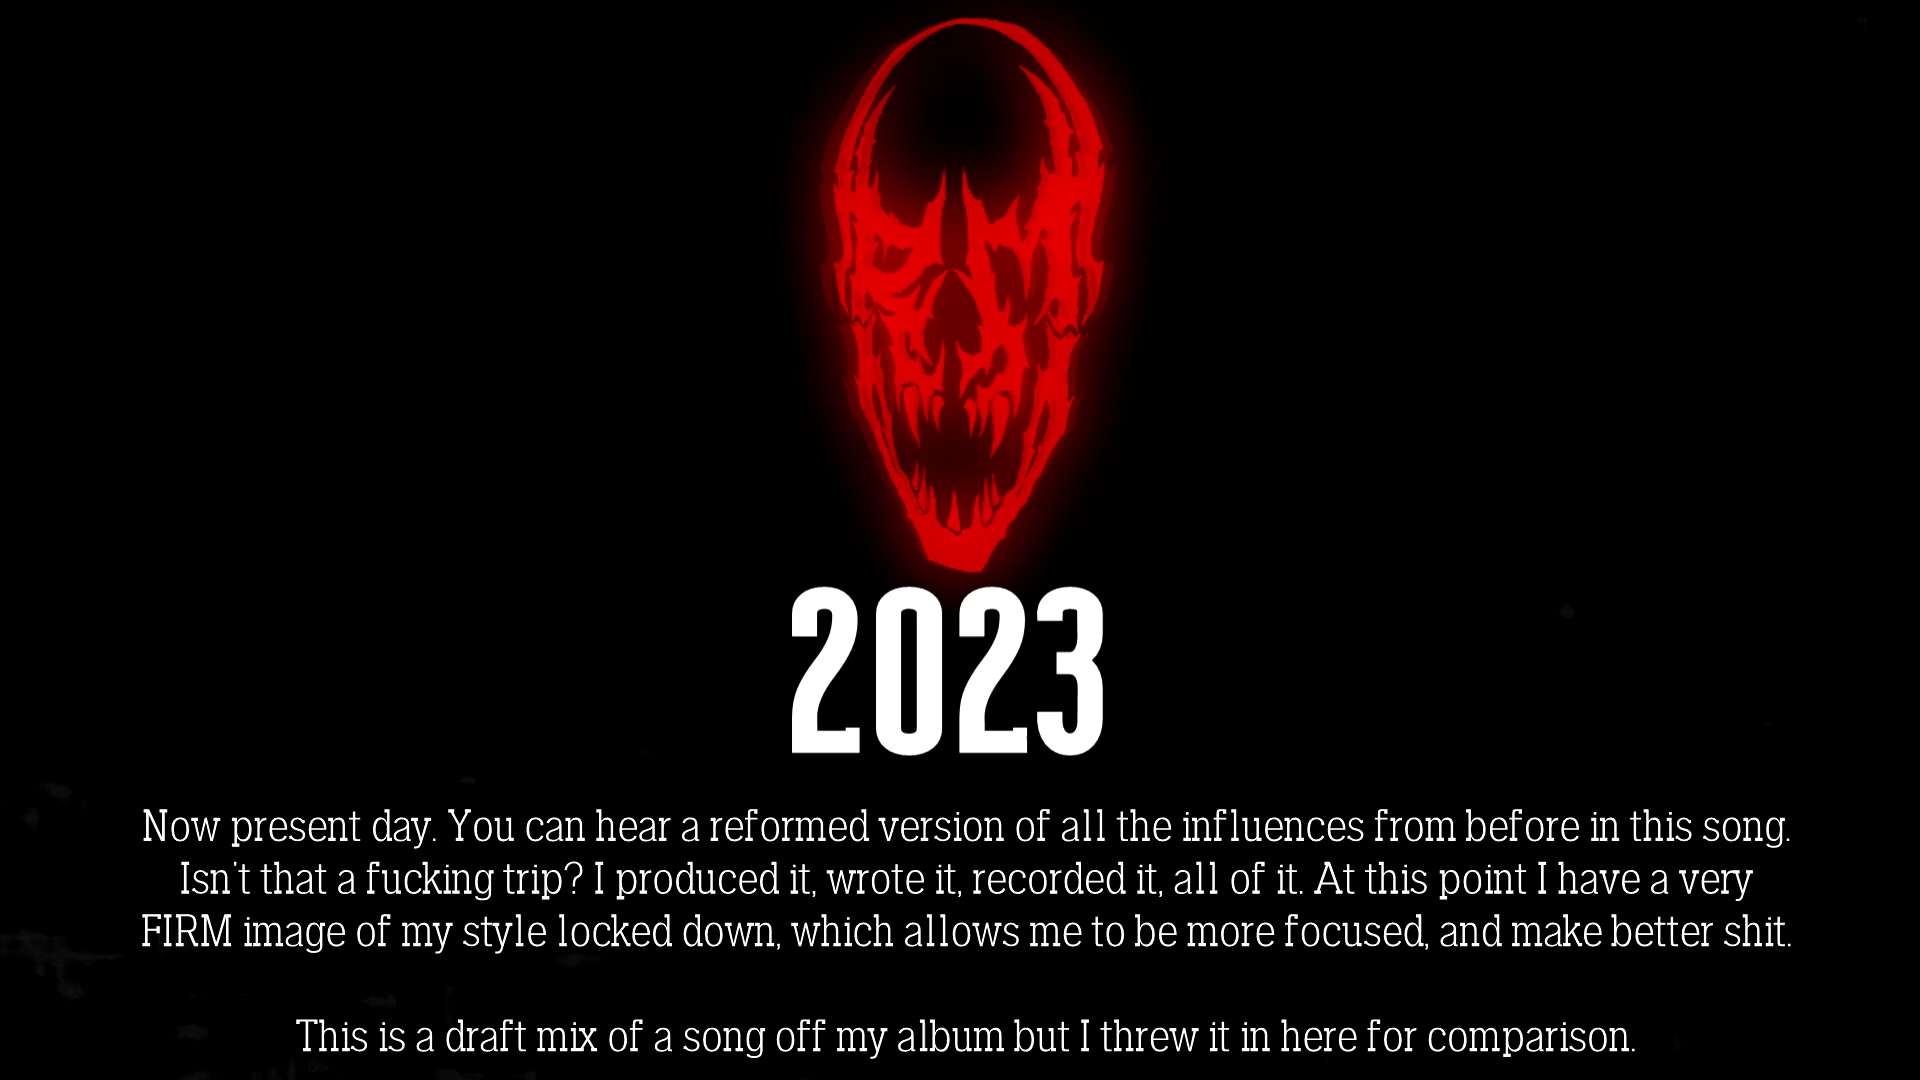 2023
Now present day. You can hear a reformed version of all the influences from before in this song.
Isn't that a fucking trip? I produced it, wrote it, recorded it, all of it. At this point I have a very
FIRM image of my style locked down, which allows me to be more focused, and make better shit.
This is a draft mix of a song off my album but I threw it in here for comparison.